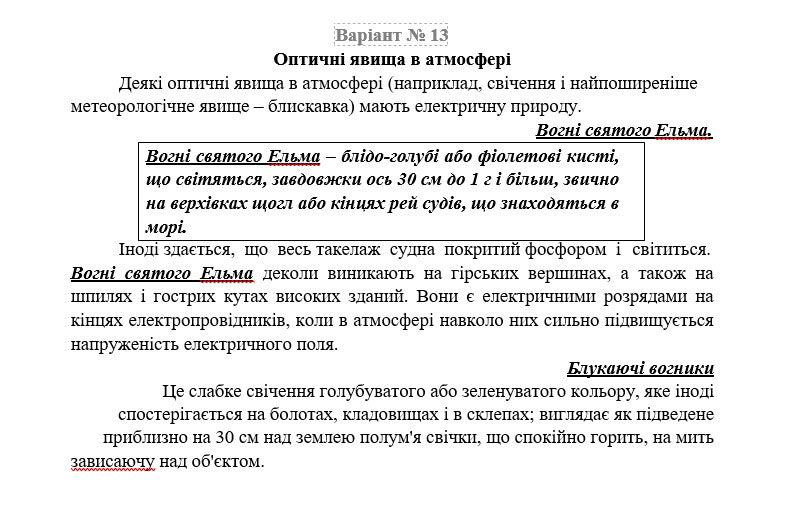 Варіант № 13
Оптичні явища в атмосфері
Деякі оптичні явища в атмосфері (наприклад, свічення і найпоширеніше
метеорологічне явище – блискавка) мають електричну природу.
Вогні святого Ельма.
Вогні святого Ельма – блідо-голубі або фіолетові кисті,
що світяться, завдовжки ось 30 см до 1 г і більш, звично
на верхівках щогл або кінцях рей судів, що знаходяться в
морі.
Іноді здається, що весь такелаж судна покритий фосфором і світиться.
Вогні святого Ельма деколи виникають на гірських вершинах, а також на
шпилях і гострих кутах високих зданий. Вони є електричними розрядами на
кінцях електропровідників, коли в атмосфері навколо них сильно підвищується
напруженість електричного поля.
Блукаючі вогники
Це слабке свічення голубуватого або зеленуватого кольору, яке іноді
спостерігається на болотах, кладовищах і в склепах; виглядає як підведене
приблизно на 30 см над землею полум'я свічки, що спокійно горить, на мить
зависаючу над об'єктом.